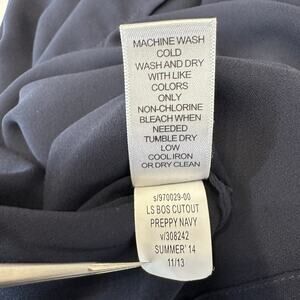 MACHINE WASH
COLD
WASH AND DRY
WITH LIKE
COLORS
ONLY
NON-CHLORINE
BLEACH WHEN
NEEDED
TUMBLE DRY
LOW
COOL IRON
OR DRY CLEAN
s/970029-00
LS BOS CUTOUT
PREPPY NAVY
v/308242
SUMMER' 14
11/13